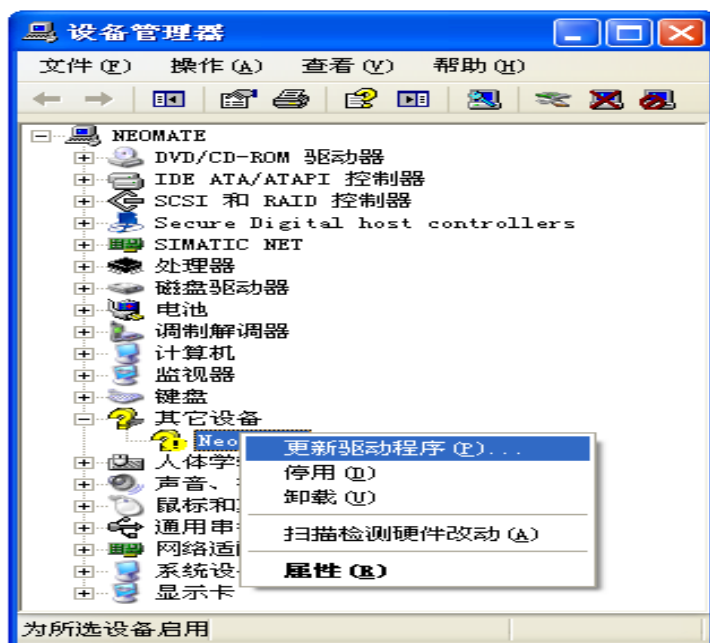 设备管理器
文件(F) 操作(A) 查看(V) 帮助(H)
NEOMATE
DVD/CD-ROM 驱动器
IDE ATA/ATAPI 控制器
SCSI 和 RAID 控制器
Secure Digital host controllers
SIMATIC NET
处理器
磁盘驱动器
电池
调制解调器
计算机
监视器
键盘
其它设备
Neo
更新驱动程序(P)...
人体学
停用(D)
声音、
卸载(U)
鼠标和
通用串
扫描检测硬件改动(A)
网络适
系统设
属性(R)
显示卡
为所选设备启用